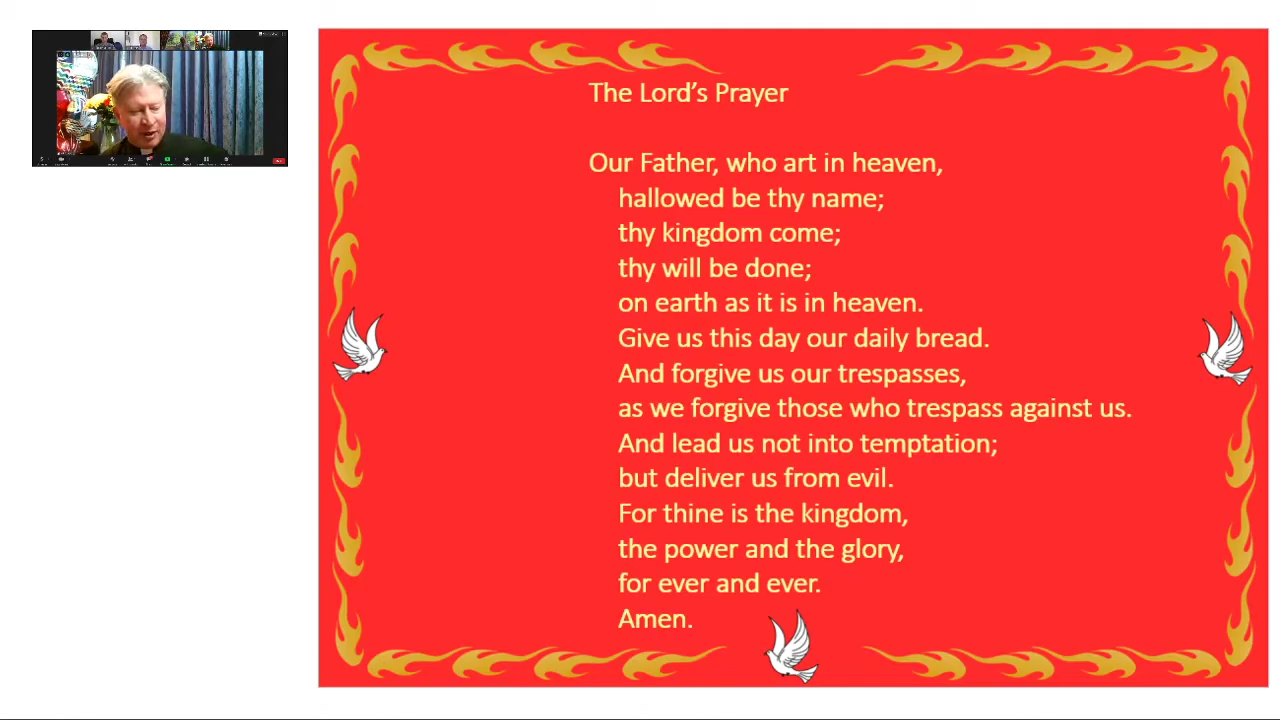 The Lord’s Prayer
Our Father, who art in heaven,
hallowed be thy name;
thy kingdom come;
thy will be done;
on earth as it is in heaven.
Give us this day our daily bread.
And forgive us our trespasses,
as we forgive those who trespass against us.
And lead us not into temptation;
but deliver us from evil.
For thine is the kingdom,
the power and the glory,
for ever and ever.
Amen.